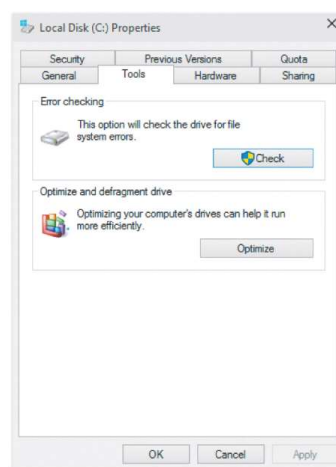 Local Disk (C:) Properties
Security Previous Versions Quota
General Tools Hardware Sharing
Error checking
This option will check the drive for file
system errors.
Check
Optimize and defragment drive
Optimizing your computer's drives can help it run
more efficiently.
Optimize
OK Cancel Apply